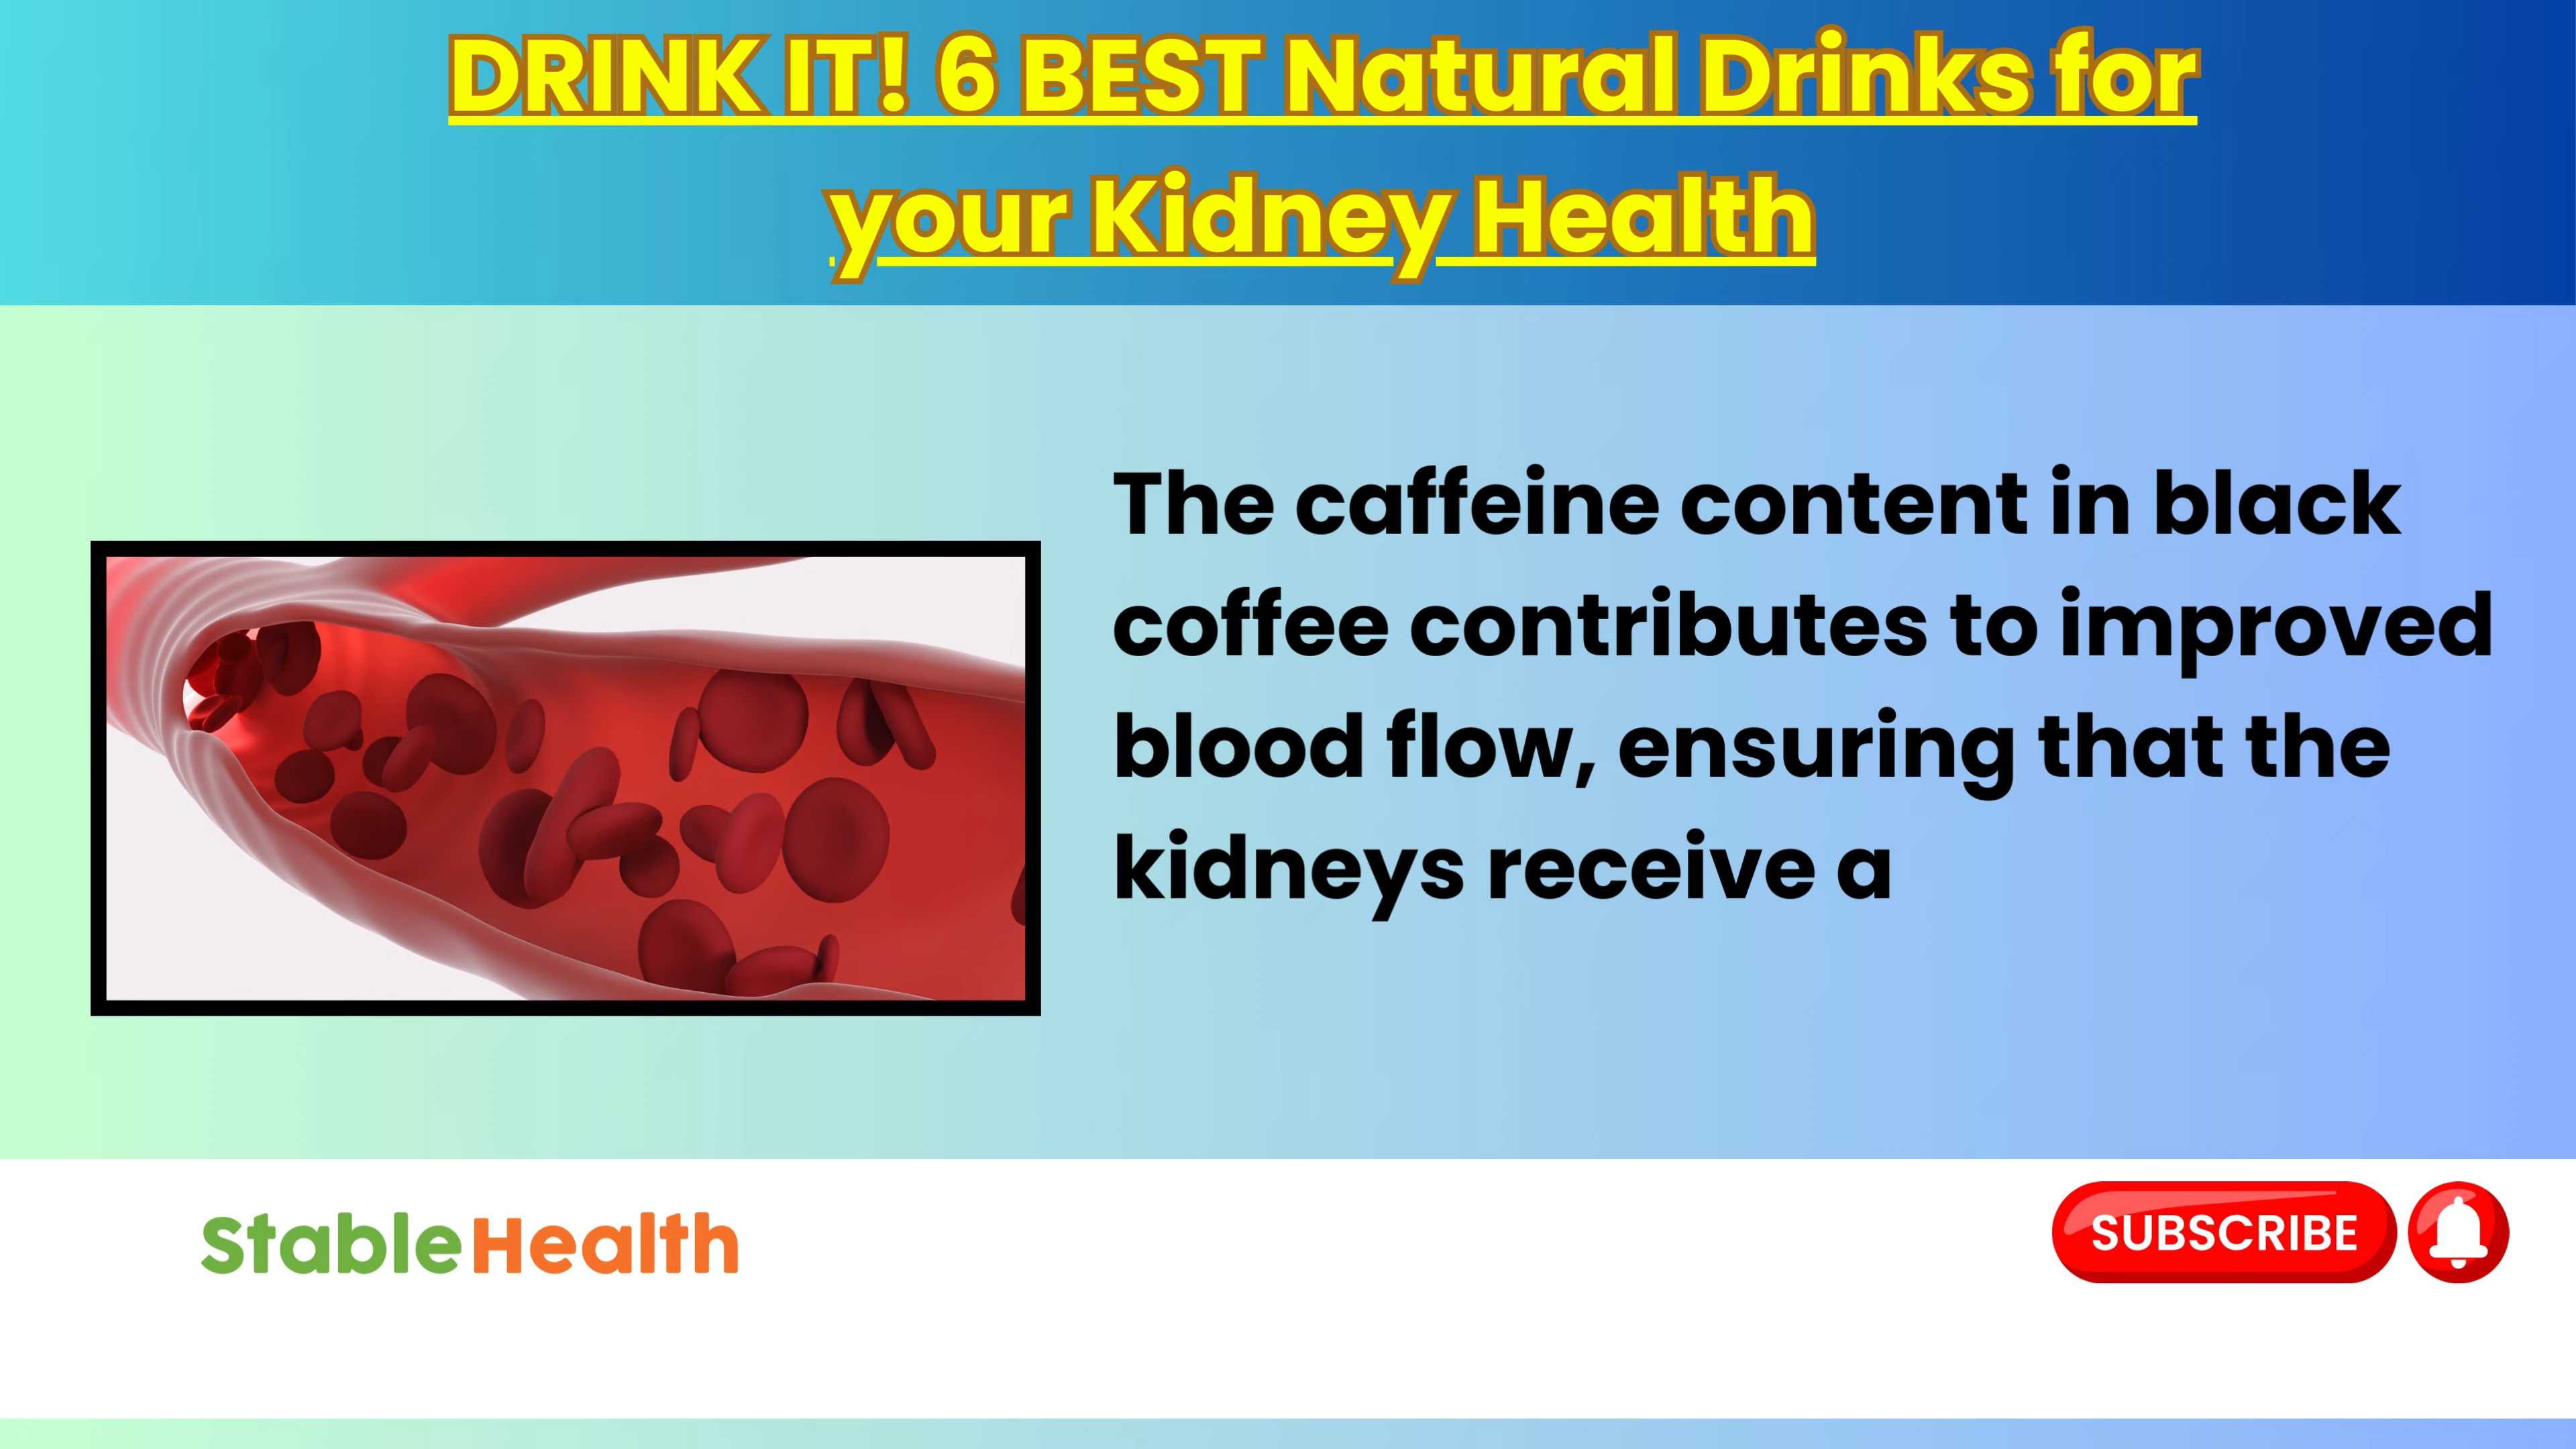 DRINK IT! 6 BEST Natural Drinks for
your Kidney Health
The caffeine content in black
coffee contributes to improved
blood flow, ensuring that the
kidneys receive a
StableHealth
SUBSCRIBE